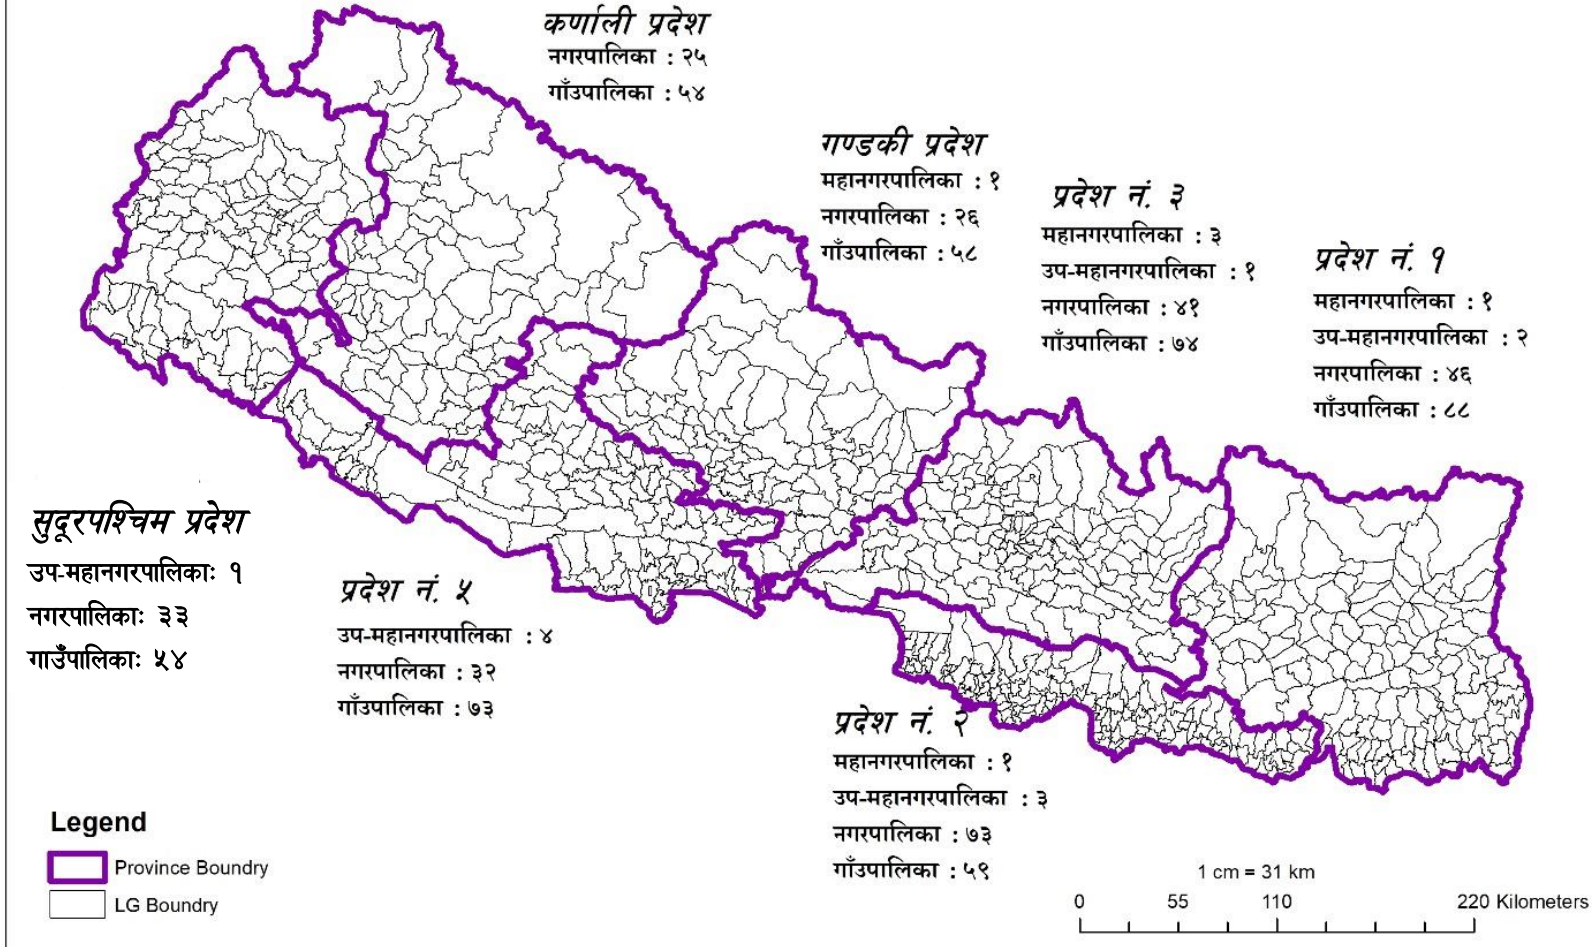 कर्णाली प्रदेश
नगरपालिका : २५
गाँउपालिका : ५४
गण्डकी प्रदेश
महानगरपालिका : १
नगरपालिका : २६
गाँउपालिका : ५८
प्रदेश नं. ३
महानगरपालिका : ३
उप-महानगरपालिका : १
नगरपालिका : ४१
गाँउपालिका : ७४
प्रदेश नं. १
महानगरपालिका : १
उप-महानगरपालिका : २
नगरपालिका : ४६
गाँउपालिका : ८८
सुदूरपश्चिम प्रदेश
उप-महानगरपालिकाः १
नगरपालिकाः ३३
गाउँपालिकाः ५४
प्रदेश नं. ५
उप-महानगरपालिका : ४
नगरपालिका : ३२
गाँउपालिका : ७३
प्रदेश नं. २
महानगरपालिका : १
उप-महानगरपालिका : ३
नगरपालिका : ७३
गाँउपालिका : ५९
Legend
Province Boundry
LG Boundry
1 cm = 31 km
0 55 110 220 Kilometers